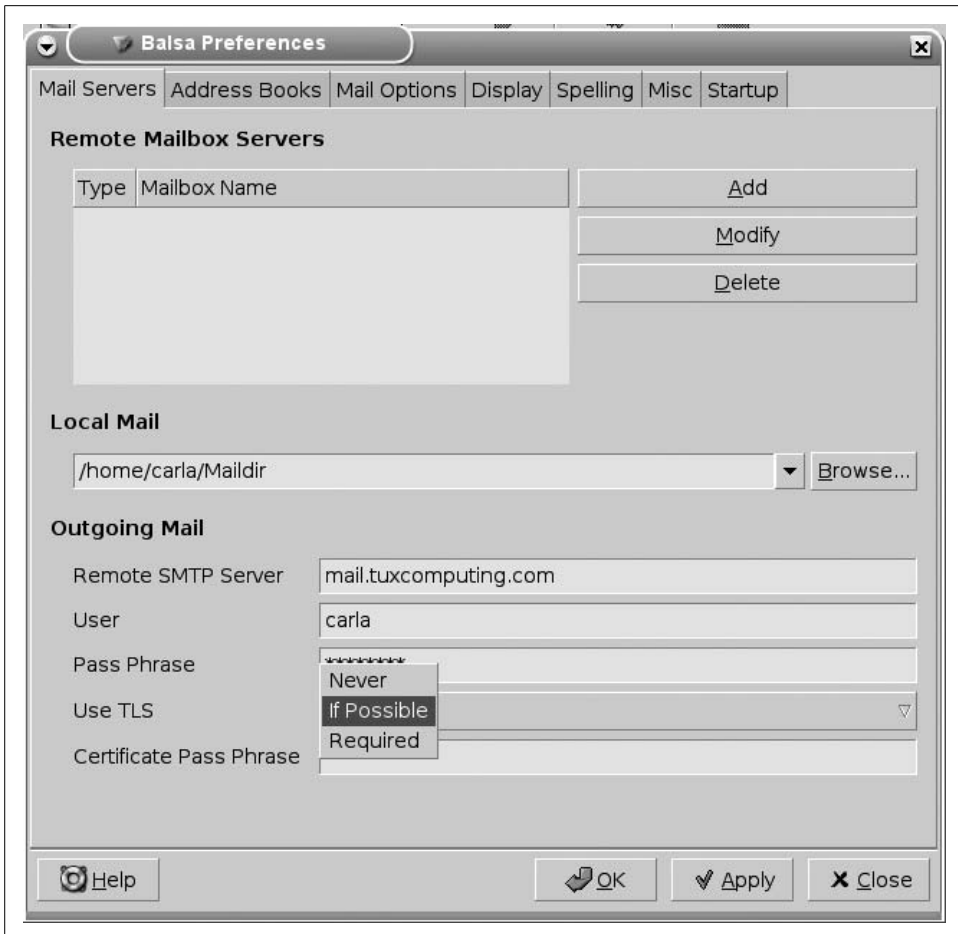 Balsa Preferences
Mail Servers Address Books Mail Options Display Spelling Misc Startup
Remote Mailbox Servers
Type Mailbox Name
Add
Modify
Delete
Local Mail
/home/carla/Maildir Browse...
Outgoing Mail
Remote SMTP Server mail.tuxcomputing.com
User carla
Pass Phrase ********
Never
Use TLS If Possible
Required
Certificate Pass Phrase
Help OK Apply Close